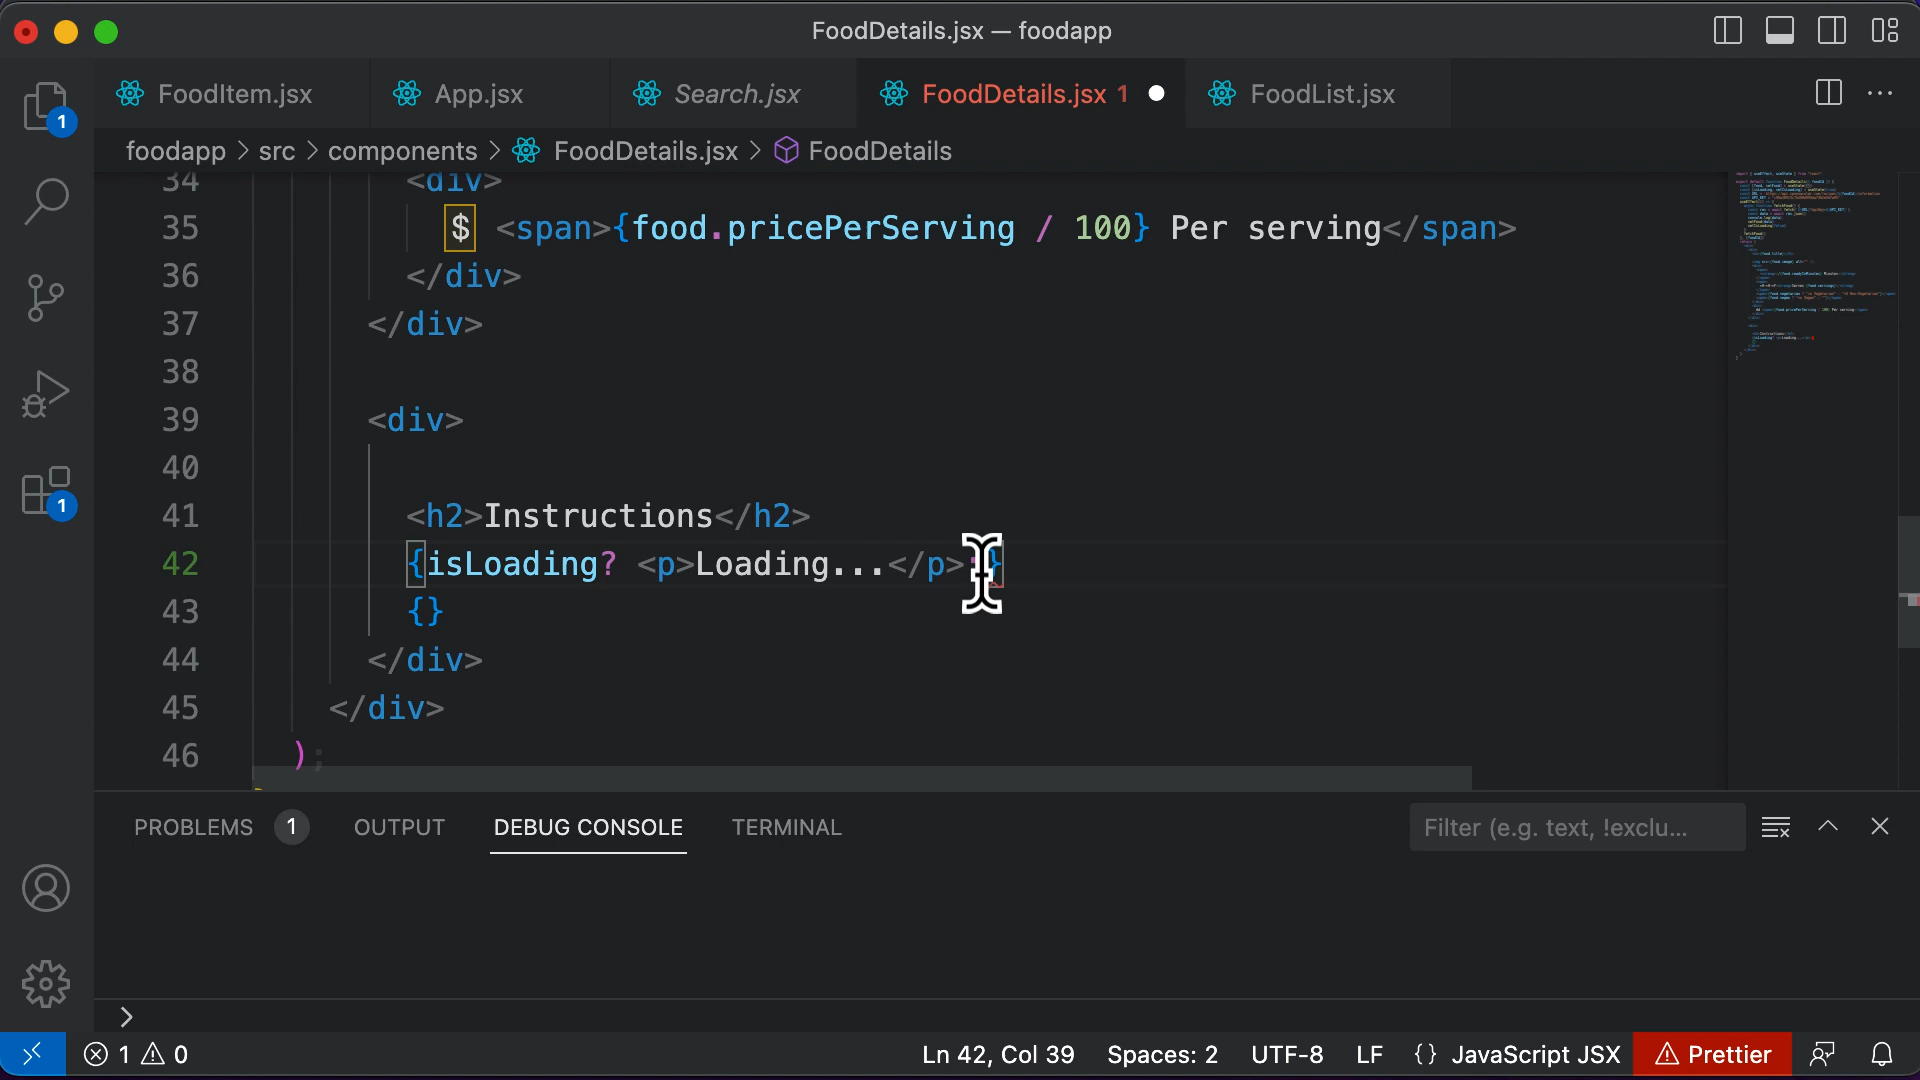 FoodDetails.jsx — foodapp
FoodItem.jsx
App.jsx
Search.jsx
FoodDetails.jsx 1
FoodList.jsx
1
foodapp > src > components > FoodDetails.jsx > FoodDetails
34 <div>
35 $ <span>{food.pricePerServing / 100} Per serving</span>
36 </div>
37 </div>
38
39 <div>
40
41 <h2>Instructions</h2>
42 {isLoading? <p>Loading...</p>:}
43 {}
44 </div>
45 </div>
46 );
1
PROBLEMS 1 OUTPUT DEBUG CONSOLE TERMINAL
Filter (e.g. text, !exclu...
>
1 0
Ln 42, Col 39 Spaces: 2 UTF-8 LF {} JavaScript JSX Prettier